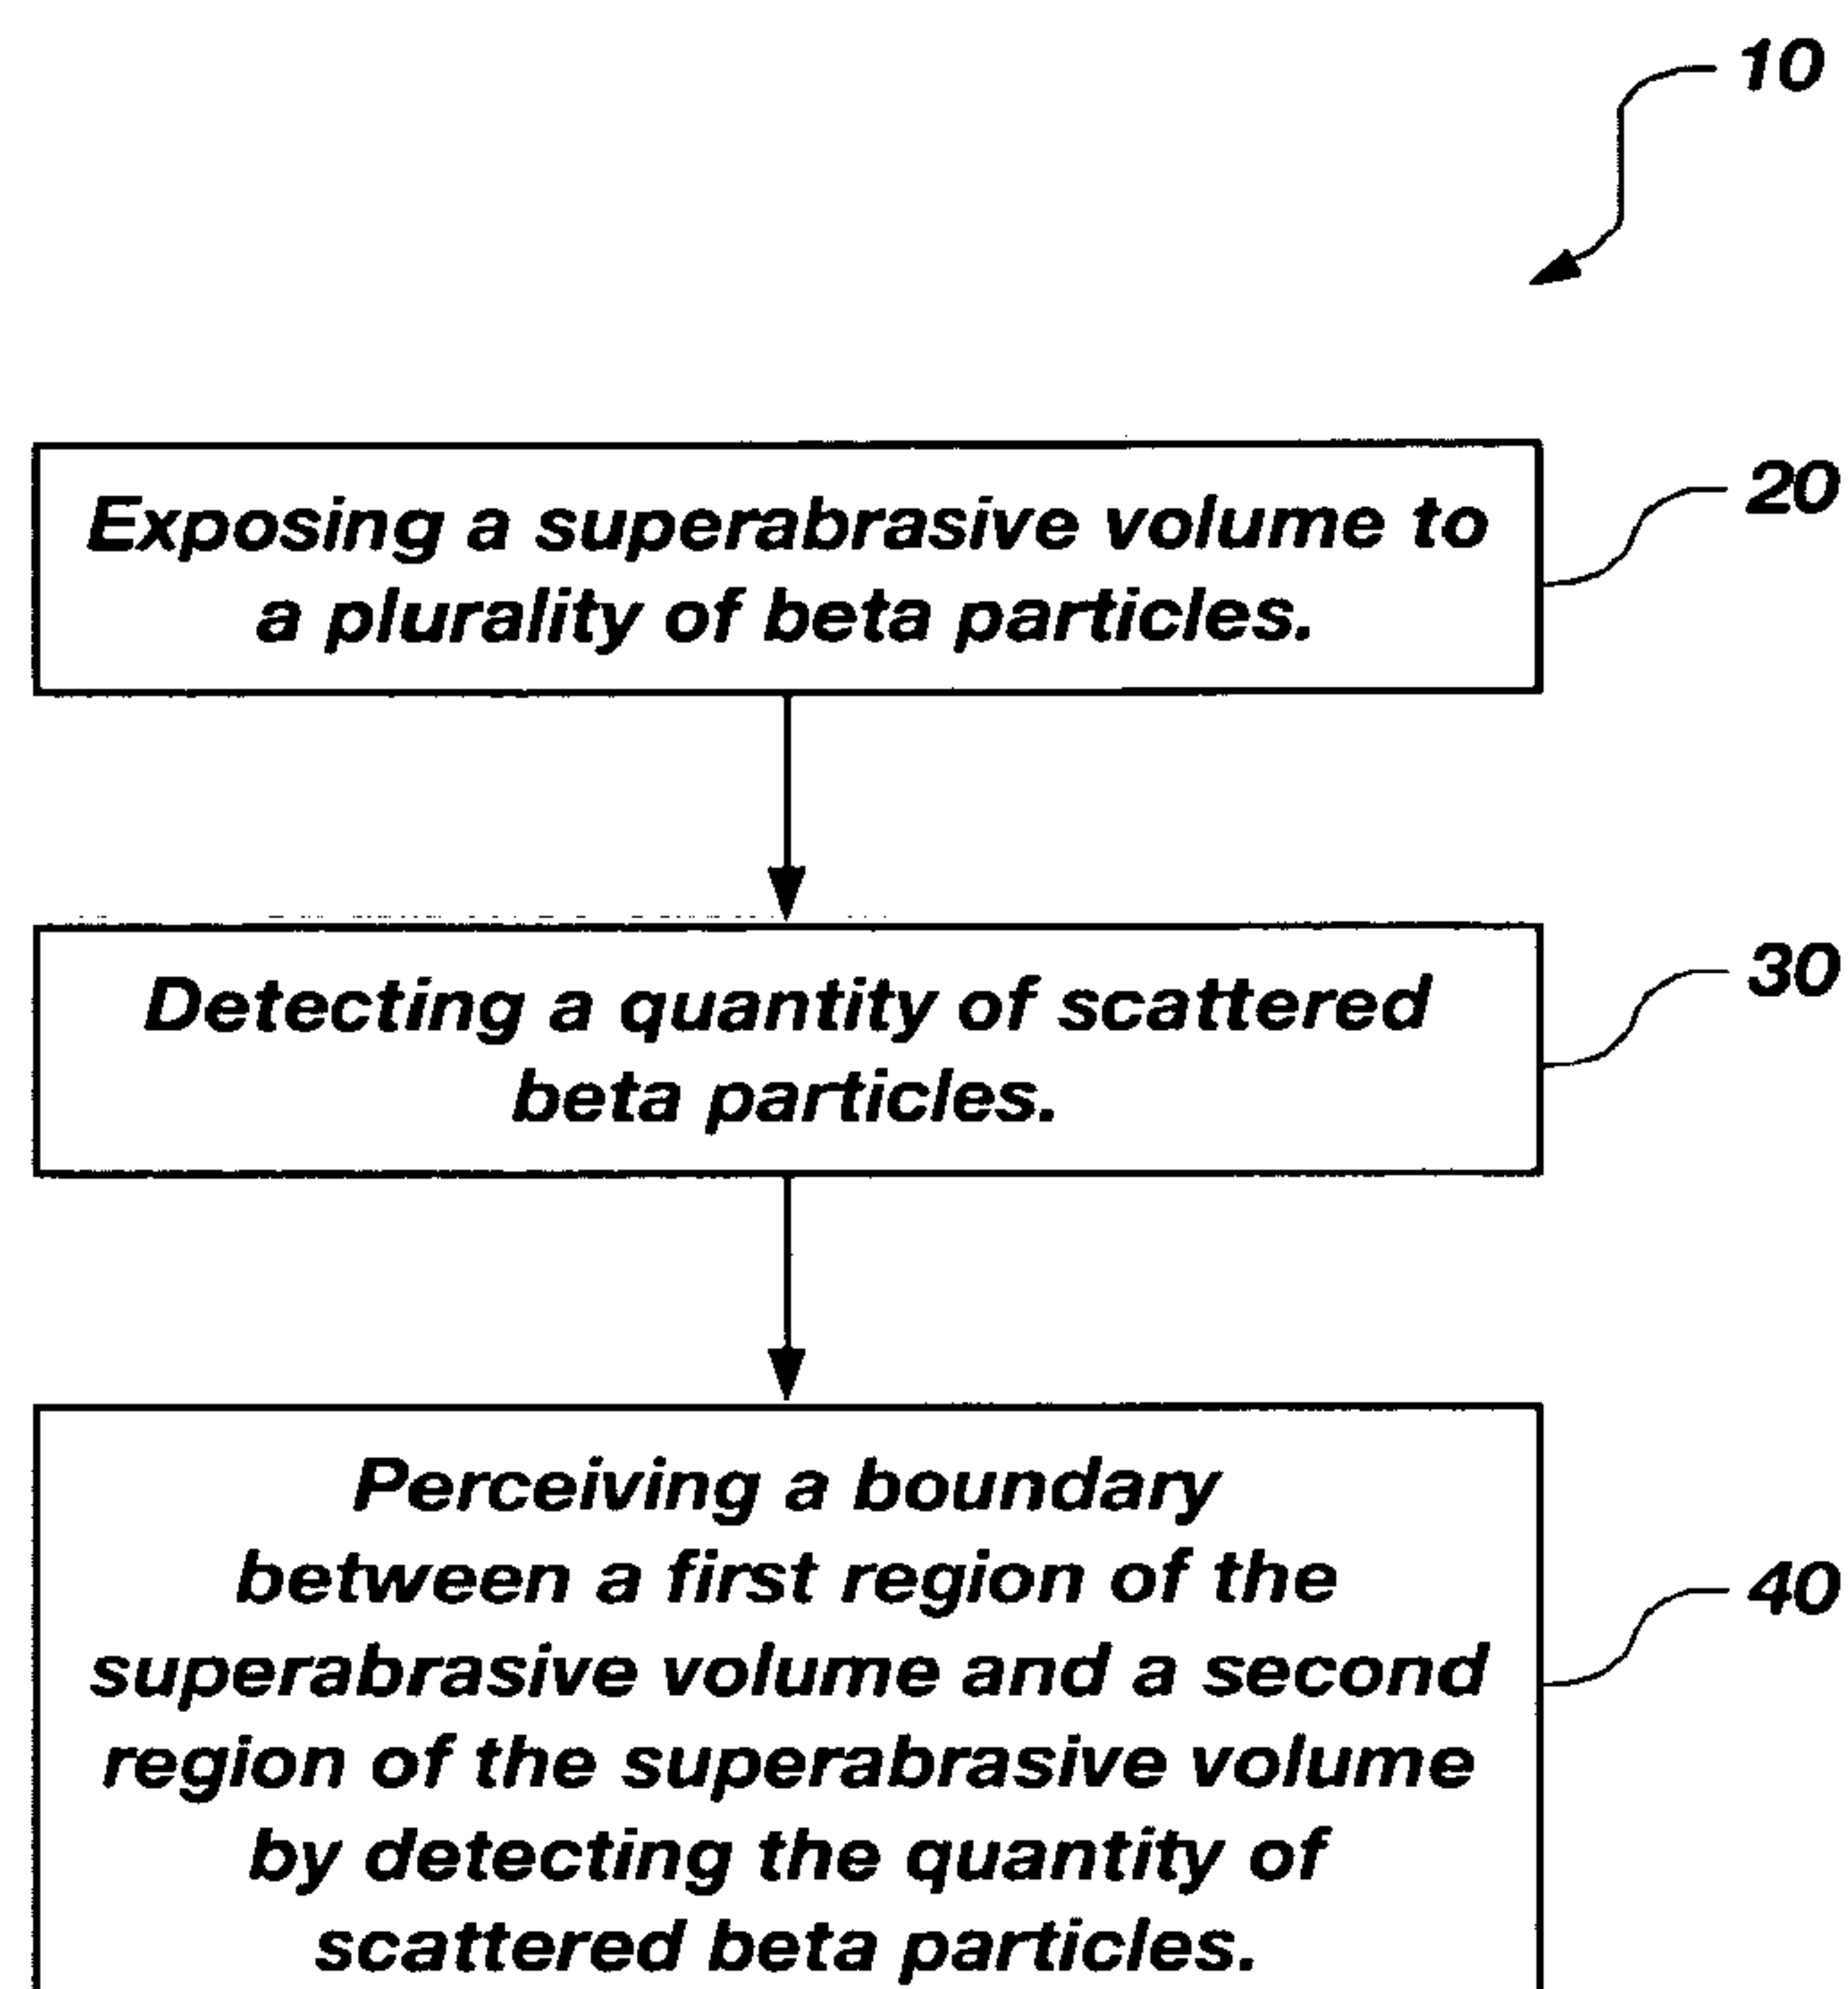 10
Exposing a superabrasive volume to
a plurality of beta particles.
20
Detecting a quantity of scattered
beta particles.
30
Perceiving a boundary
between a first region of the
superabrasive volume and a second
region of the superabrasive volume
by detecting the quantity of
scattered beta particles.
40